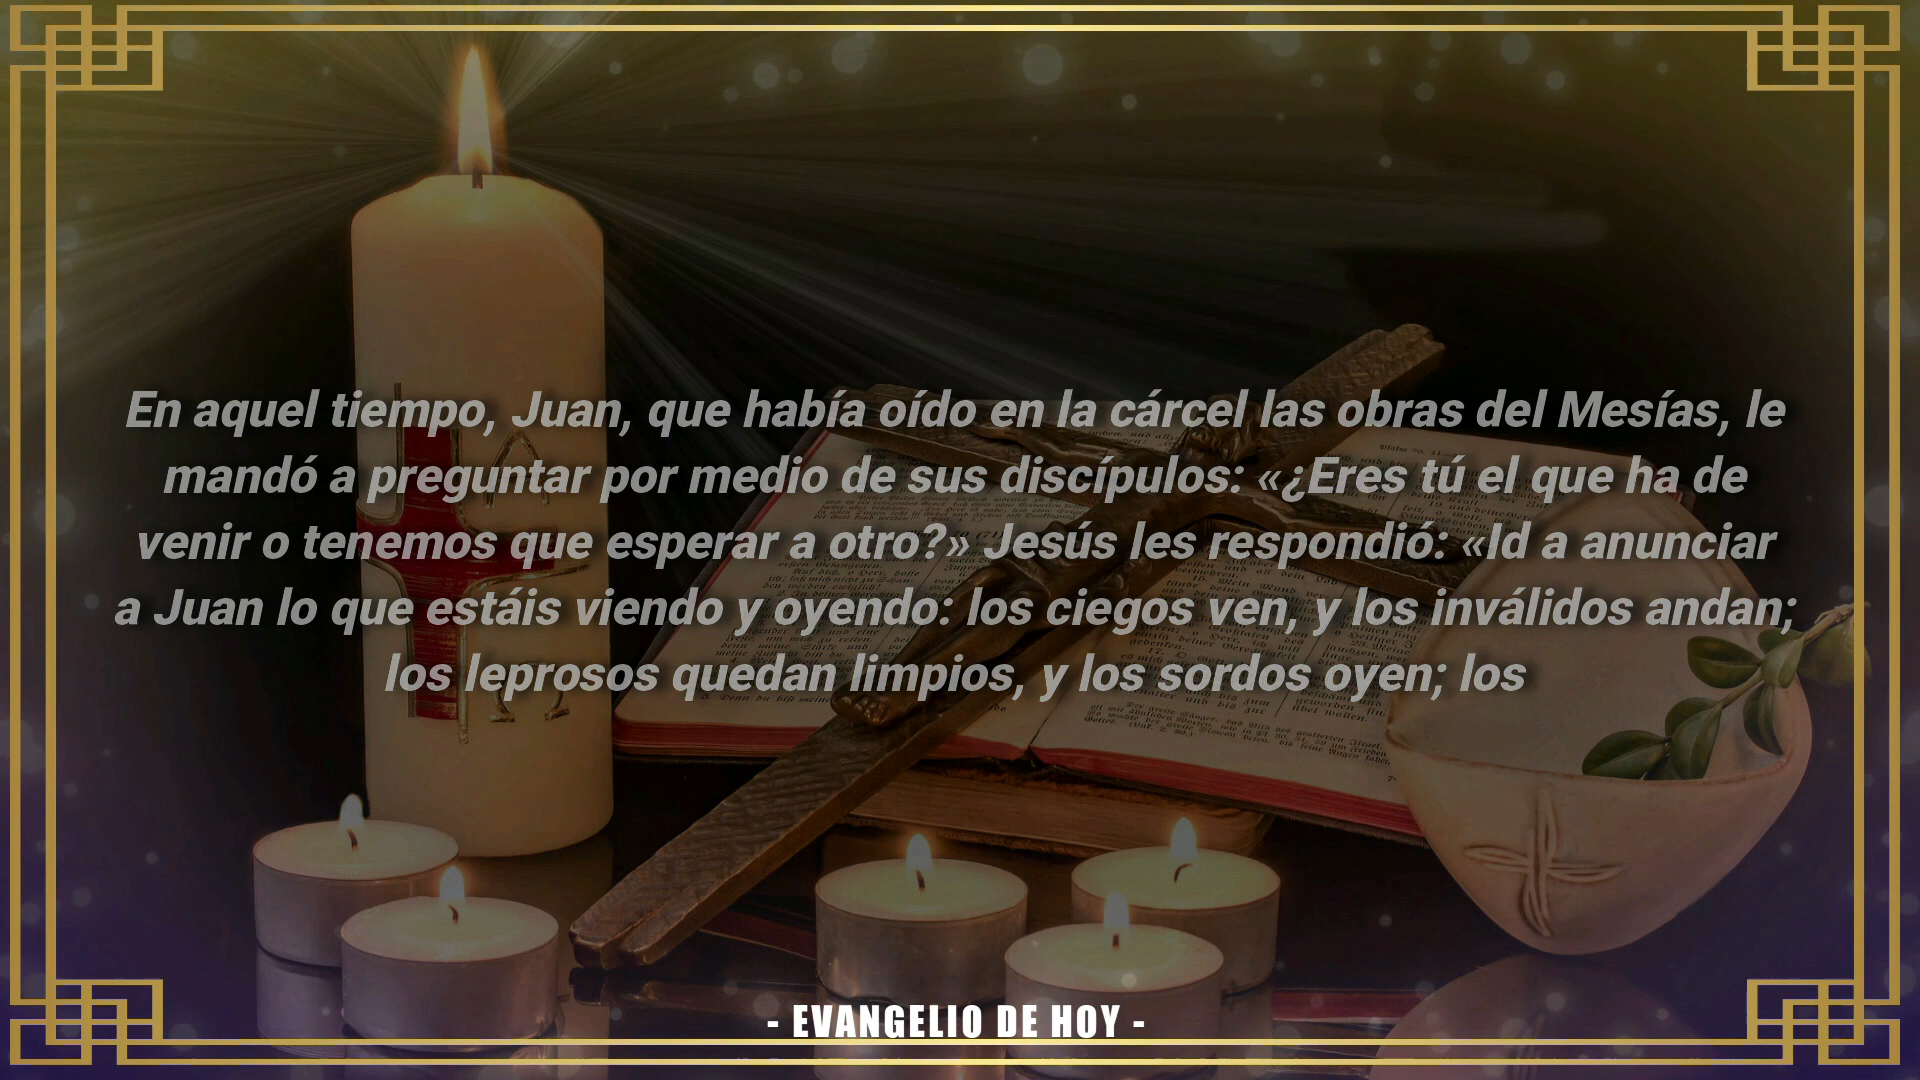 En aquel tiempo, Juan, que había oído en la cárcel las obras del Mesías, le
mandó a preguntar por medio de sus discípulos: «¿Eres tú el que ha de
venir o tenemos que esperar a otro?» Jesús les respondió: «Id a anunciar
a Juan lo que estáis viendo y oyendo: los ciegos ven, y los inválidos andan;
los leprosos quedan limpios, y los sordos oyen; los
- EVANGELIO DE HOY -